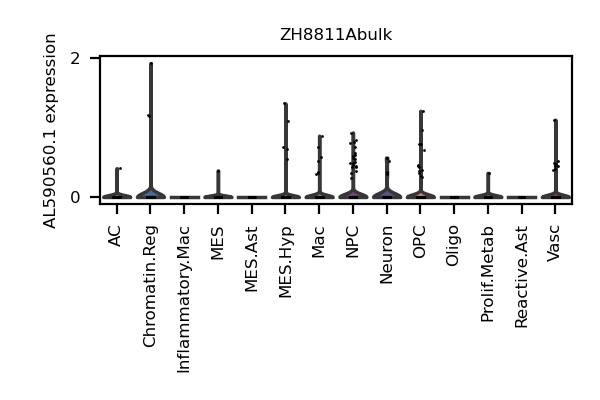 ZH8811Abulk
AL590560.1 expression
2
0
AC
Chromatin.Reg
Inflammatory.Mac
MES
MES.Ast
MES.Hyp
Mac
NPC
Neuron
OPC
Oligo
Prolif.Metab
Reactive.Ast
Vasc